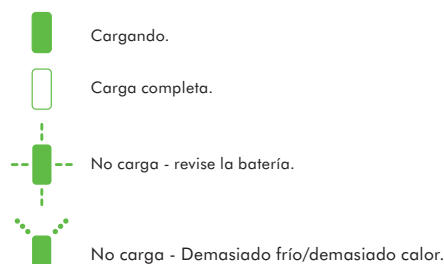 Cargando.
Carga completa.
No carga - revise la batería.
No carga - Demasiado frío/demasiado calor.